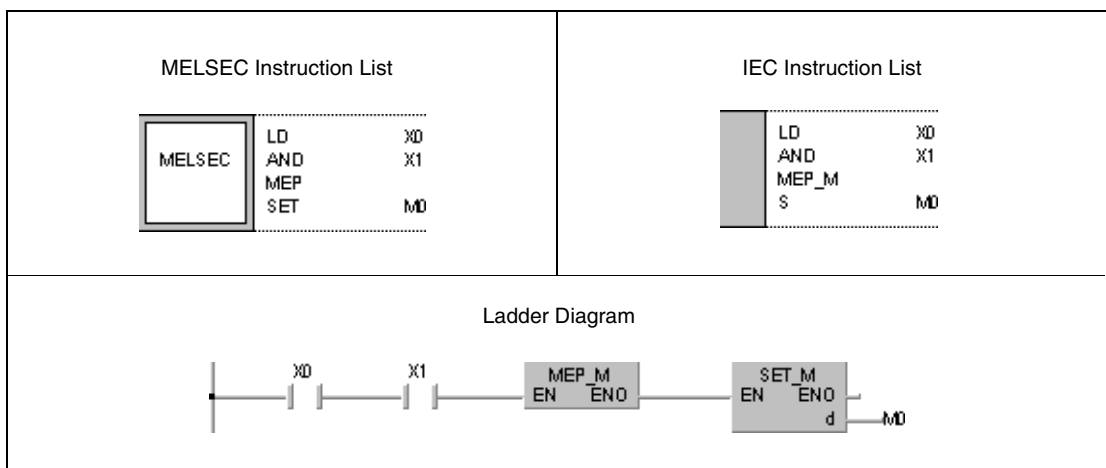 MELSEC Instruction List
MELSEC
LD X0
AND X1
MEP
SET M0
IEC Instruction List
LD X0
AND X1
MEP_M
S M0
Ladder Diagram
X0 X1 MEP_M SET_M
EN ENO EN ENO
d M0